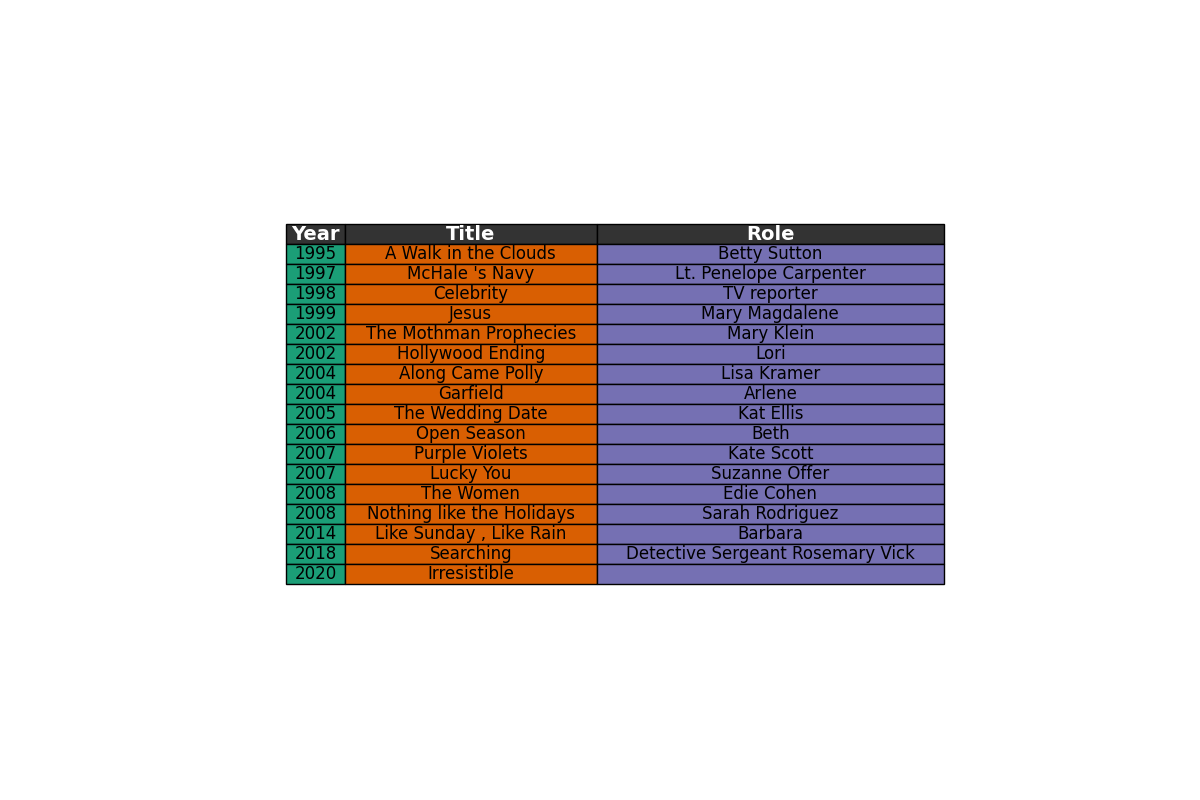 Year Title Role
1995 A Walk in the Clouds Betty Sutton
1997 McHale 's Navy Lt. Penelope Carpenter
1998 Celebrity TV reporter
1999 Jesus Mary Magdalene
2002 The Mothman Prophecies Mary Klein
2002 Hollywood Ending Lori
2004 Along Came Polly Lisa Kramer
2004 Garfield Arlene
2005 The Wedding Date Kat Ellis
2006 Open Season Beth
2007 Purple Violets Kate Scott
2007 Lucky You Suzanne Offer
2008 The Women Edie Cohen
2008 Nothing like the Holidays Sarah Rodriguez
2014 Like Sunday , Like Rain Barbara
2018 Searching Detective Sergeant Rosemary Vick
2020 Irresistible